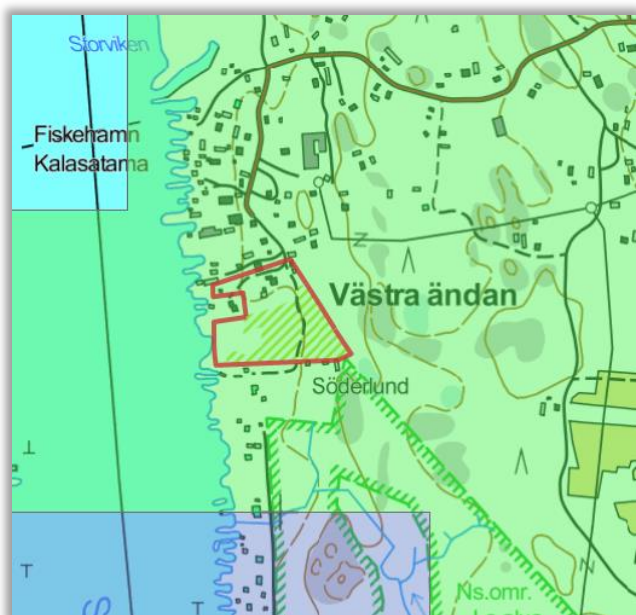 Storviken
Fiskehamn
Kalasatama
Västra ändan
Söderlund
Ns.omr.